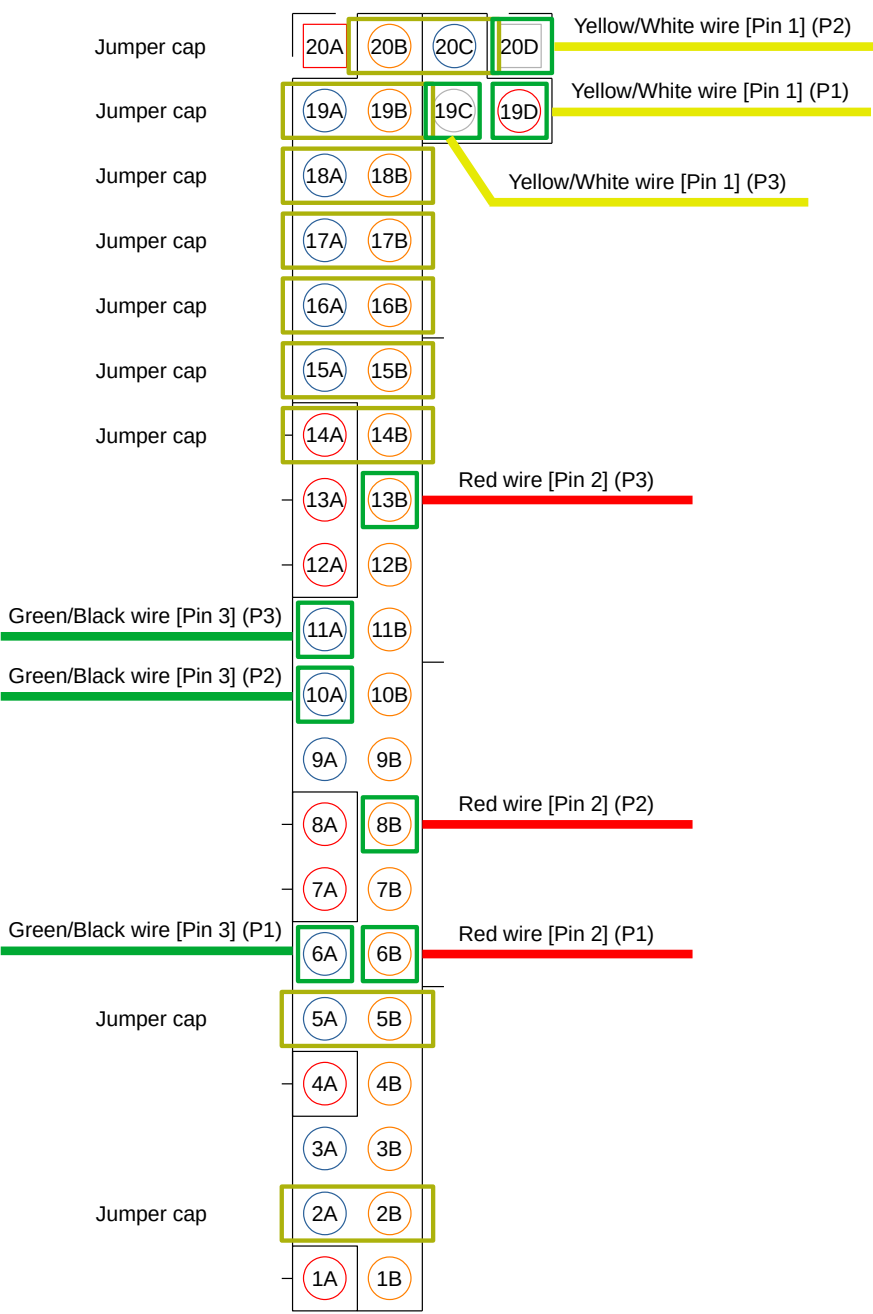 Yellow/White wire [Pin 1] (P2)
Jumper cap 20A 20B 20C 20D
Yellow/White wire [Pin 1] (P1)
Jumper cap 19A 19B 19C 19D
Jumper cap 18A 18B
Yellow/White wire [Pin 1] (P3)
Jumper cap 17A 17B
Jumper cap 16A 16B
Jumper cap 15A 15B
Jumper cap 14A 14B
13A 13B Red wire [Pin 2] (P3)
12A 12B
Green/Black wire [Pin 3] (P3) 11A 11B
Green/Black wire [Pin 3] (P2) 10A 10B
9A 9B
8A 8B Red wire [Pin 2] (P2)
7A 7B
Green/Black wire [Pin 3] (P1) 6A 6B Red wire [Pin 2] (P1)
Jumper cap 5A 5B
4A 4B
3A 3B
Jumper cap 2A 2B
1A 1B